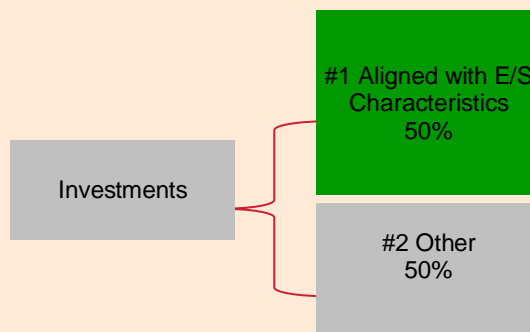 #1 Aligned with E/S
Characteristics
50%
Investments
#2 Other
50%